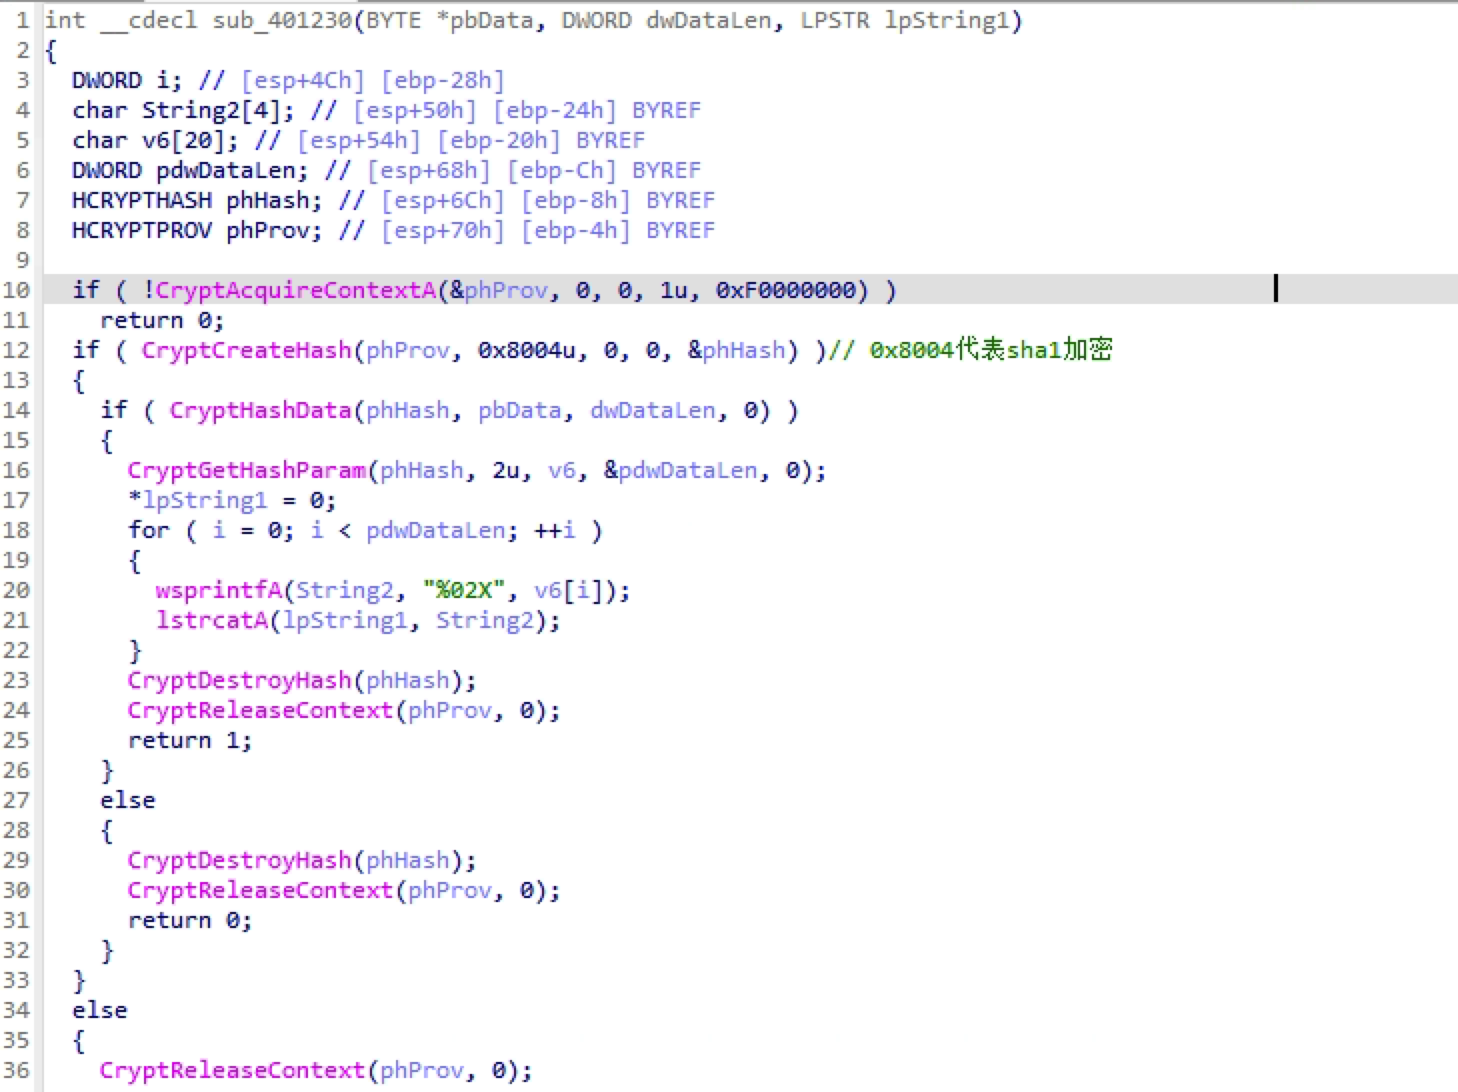 1 int __cdecl sub_401230(BYTE *pbData, DWORD dwDataLen, LPSTR lpString1)
2 {
3   DWORD i; // [esp+4Ch] [ebp-28h]
4   char String2[4]; // [esp+50h] [ebp-24h] BYREF
5   char v6[20]; // [esp+54h] [ebp-20h] BYREF
6   DWORD pdwDataLen; // [esp+68h] [ebp-Ch] BYREF
7   HCRYPTHASH phHash; // [esp+6Ch] [ebp-8h] BYREF
8   HCRYPTPROV phProv; // [esp+70h] [ebp-4h] BYREF
9
10   if ( !CryptAcquireContextA(&phProv, 0, 0, 1u, 0xF0000000) )
11     return 0;
12   if ( CryptCreateHash(phProv, 0x8004u, 0, 0, &phHash) )// 0x8004代表sha1加密
13   {
14     if ( CryptHashData(phHash, pbData, dwDataLen, 0) )
15     {
16       CryptGetHashParam(phHash, 2u, v6, &pdwDataLen, 0);
17       *lpString1 = 0;
18       for ( i = 0; i < pdwDataLen; ++i )
19       {
20         wsprintfA(String2, "%02X", v6[i]);
21         lstrcatA(lpString1, String2);
22       }
23       CryptDestroyHash(phHash);
24       CryptReleaseContext(phProv, 0);
25       return 1;
26     }
27     else
28     {
29       CryptDestroyHash(phHash);
30       CryptReleaseContext(phProv, 0);
31       return 0;
32     }
33   }
34   else
35   {
36     CryptReleaseContext(phProv, 0);